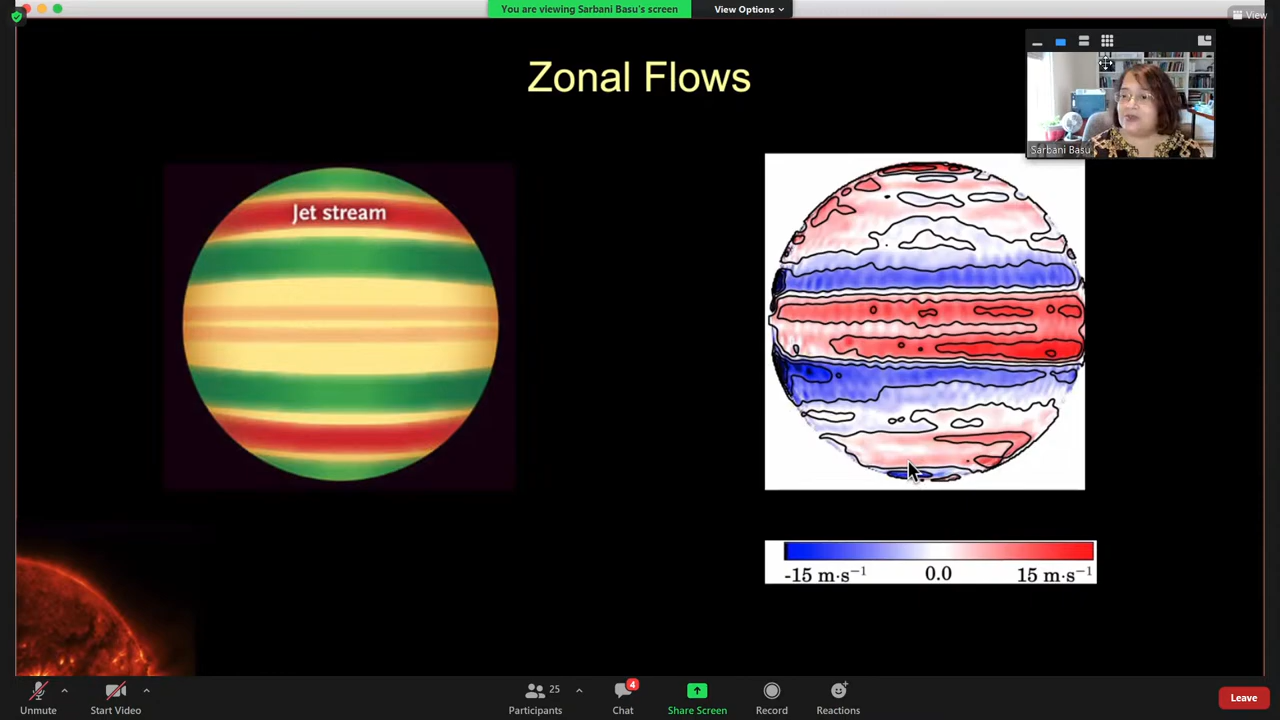 You are viewing Sarbani Basu's screen
View Options
View
Zonal Flows
Sarbani Basu
Jet stream
-15 m·s⁻¹ 0.0 15 m·s⁻¹
Unmute
Start Video
25
Participants
4
Chat
Share Screen
Record
Reactions
Leave